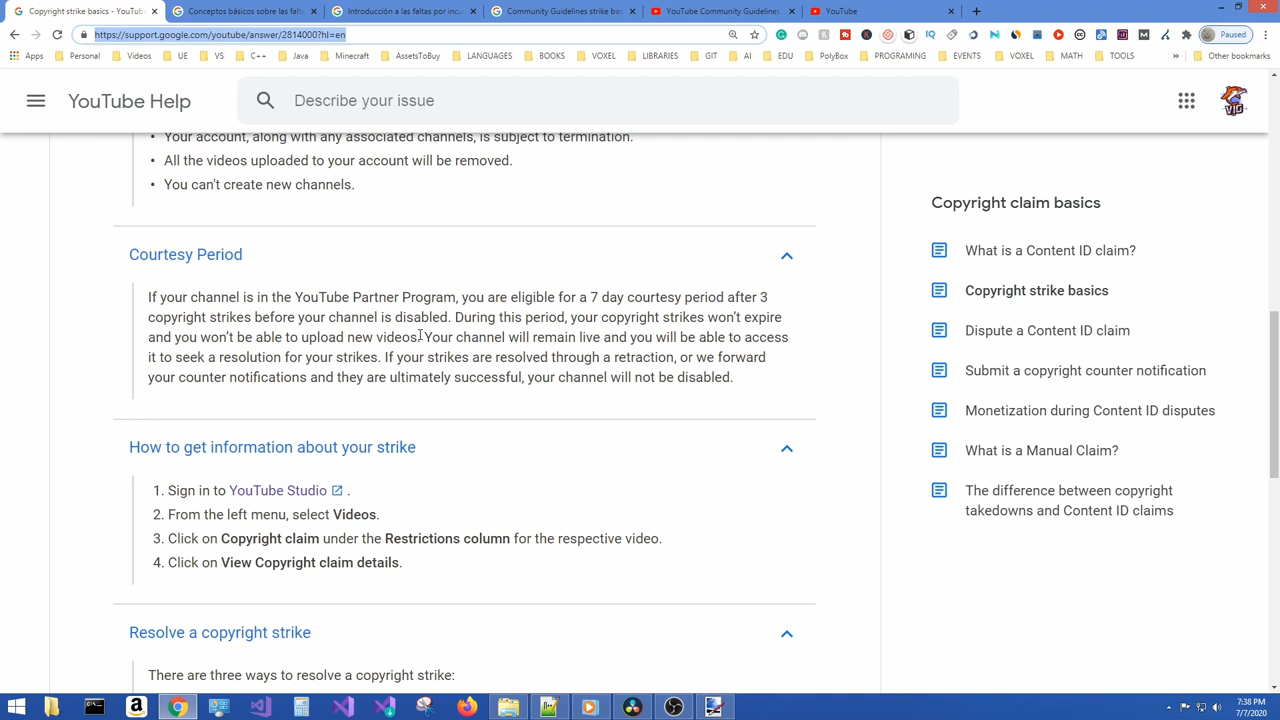 Copyright strike basics - YouTub
Conceptos básicos sobre las falta
Introducción a las faltas por incu
Community Guidelines strike bas
YouTube Community Guidelines
YouTube
https://support.google.com/youtube/answer/2814000?hl=en
Paused
Apps Personal Videos UE VS C++ Java Minecraft AssetsToBuy LANGUAGES BOOKS VOXEL LIBRARIES GIT AI EDU PolyBox PROGRAMING EVENTS VOXEL MATH TOOLS » Other bookmarks
YouTube Help
Describe your issue
VJG
• Your account, along with any associated channels, is subject to termination.
• All the videos uploaded to your account will be removed.
• You can't create new channels.
Courtesy Period
If your channel is in the YouTube Partner Program, you are eligible for a 7 day courtesy period after 3
copyright strikes before your channel is disabled. During this period, your copyright strikes won't expire
and you won't be able to upload new videos. Your channel will remain live and you will be able to access
it to seek a resolution for your strikes. If your strikes are resolved through a retraction, or we forward
your counter notifications and they are ultimately successful, your channel will not be disabled.
How to get information about your strike
1. Sign in to YouTube Studio .
2. From the left menu, select Videos.
3. Click on Copyright claim under the Restrictions column for the respective video.
4. Click on View Copyright claim details.
Resolve a copyright strike
There are three ways to resolve a copyright strike:
Copyright claim basics
What is a Content ID claim?
Copyright strike basics
Dispute a Content ID claim
Submit a copyright counter notification
Monetization during Content ID disputes
What is a Manual Claim?
The difference between copyright
takedowns and Content ID claims
7:38 PM
7/7/2020